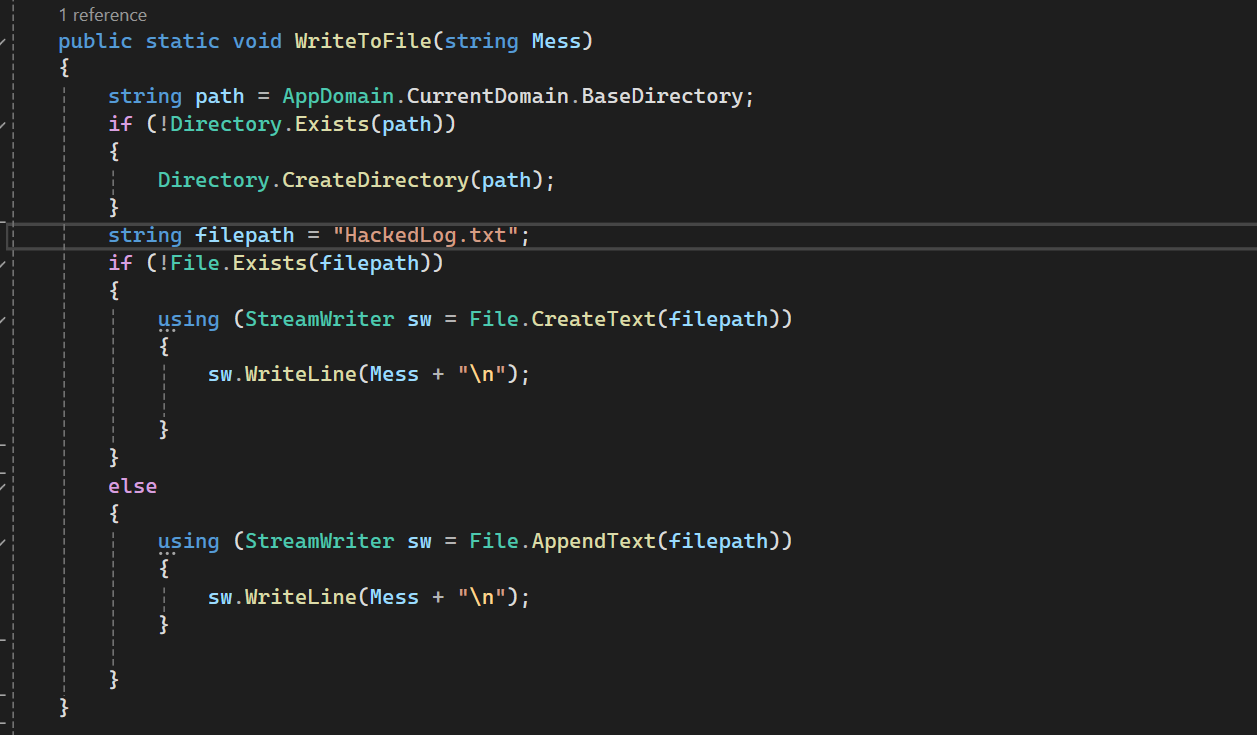 1 reference
public static void WriteToFile(string Mess)
{
string path = AppDomain.CurrentDomain.BaseDirectory;
if (!Directory.Exists(path))
{
Directory.CreateDirectory(path);
}
string filepath = "HackedLog.txt";
if (!File.Exists(filepath))
{
using (StreamWriter sw = File.CreateText(filepath))
{
sw.WriteLine(Mess + "\n");
}
}
else
{
using (StreamWriter sw = File.AppendText(filepath))
{
sw.WriteLine(Mess + "\n");
}
}
}